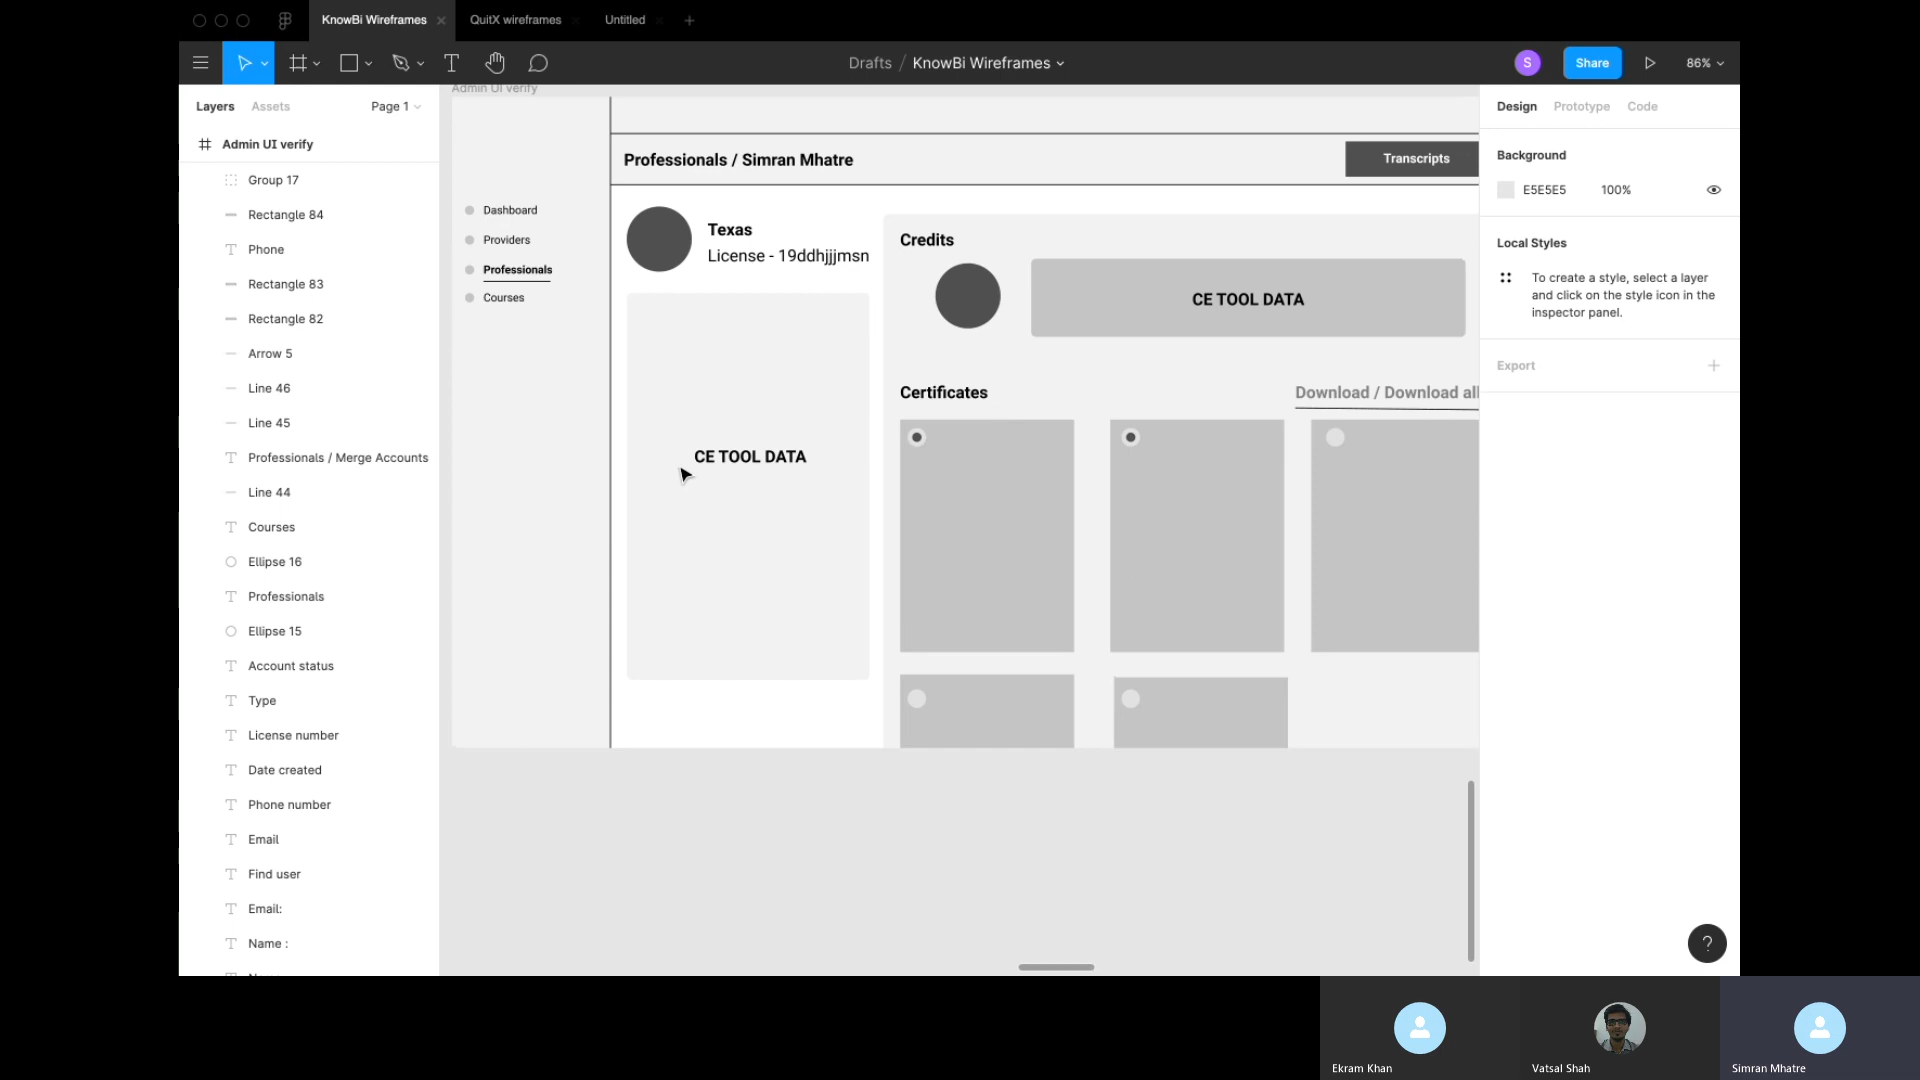 KnowBi Wireframes
QuitX wireframes
Untitled
Drafts / KnowBi Wireframes
S
Share
86%
Layers
Assets
Page 1
Admin UI verify
Group 17
Rectangle 84
Phone
Rectangle 83
Rectangle 82
Arrow 5
Line 46
Line 45
Professionals / Merge Accounts
Line 44
Courses
Ellipse 16
Professionals
Ellipse 15
Account status
Type
License number
Date created
Phone number
Email
Find user
Email:
Name :
Admin UI verify
Dashboard
Providers
Professionals
Courses
Professionals / Simran Mhatre
Transcripts
Texas
License - 19ddhjjjmsn
CE TOOL DATA
Credits
CE TOOL DATA
Certificates
Download / Download all
Design
Prototype
Code
Background
E5E5E5
100%
Local Styles
To create a style, select a layer
and click on the style icon in the
inspector panel.
Export
?
Ekram Khan
Vatsal Shah
Simran Mhatre